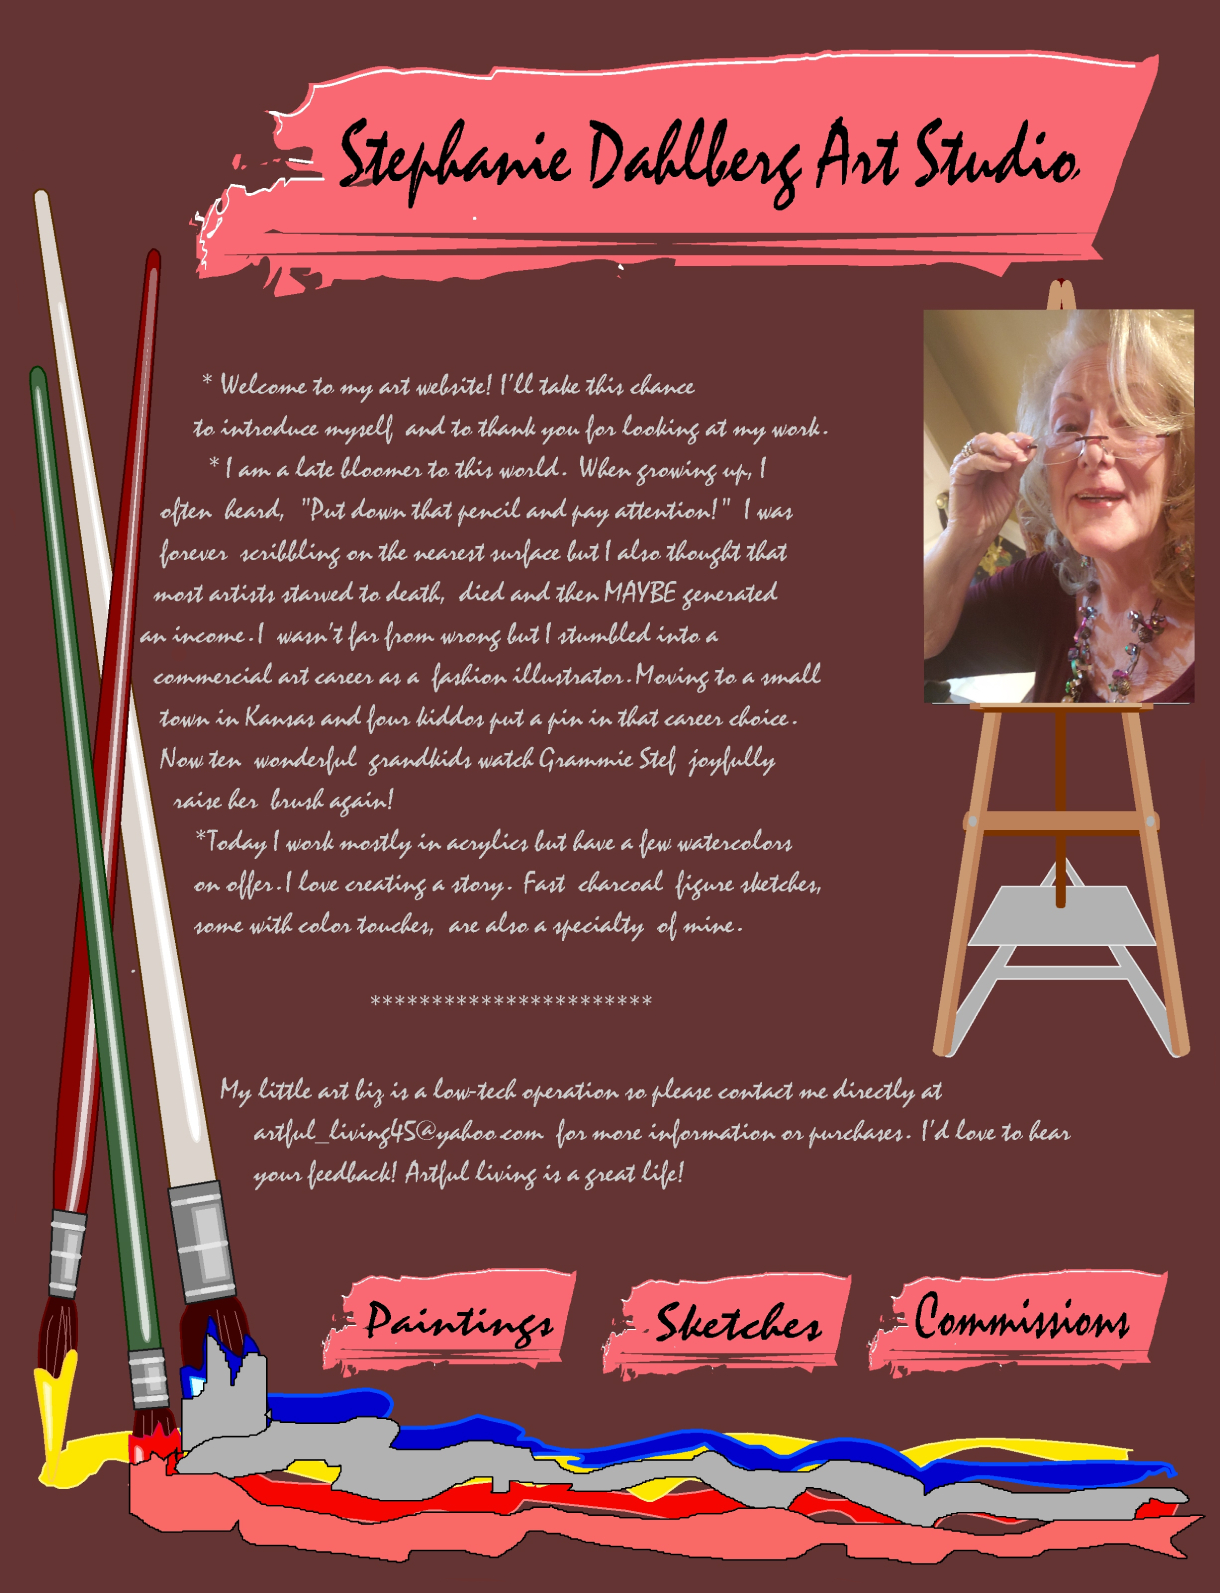 Stephanie Dahlberg Art Studio
* Welcome to my art website! I'll take this chance
to introduce myself and to thank you for looking at my work.
* I am a late bloomer to this world. When growing up, I
often heard, "Put down that pencil and pay attention!" I was
forever scribbling on the nearest surface but I also thought that
most artists starved to death, died and then MAYBE generated
an income. I wasn't far from wrong but I stumbled into a
commercial art career as a fashion illustrator. Moving to a small
town in Kansas and four kiddos put a pin in that career choice.
Now ten wonderful grandkids watch Grammie Stef joyfully
raise her brush again!
*Today I work mostly in acrylics but have a few watercolors
on offer. I love creating a story. Fast charcoal figure sketches,
some with color touches, are also a specialty of mine.
***********************
My little art biz is a low-tech operation so please contact me directly at
artful_living45@yahoo.com for more information or purchases. I'd love to hear
your feedback! Artful living is a great life!
Paintings Sketches Commissions